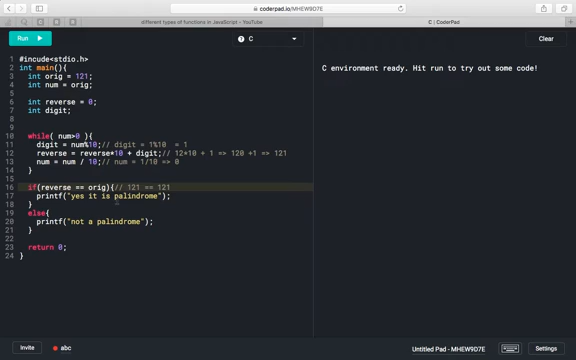 coderpad.io/MHEW9D7E
different types of functions in JavaScript - YouTube
C | CoderPad
Run
C
Clear
1 #incude<stdio.h>
2 int main(){
3 int orig = 121;
4 int num = orig;
5
6 int reverse = 0;
7 int digit;
8
9
10 while( num>0 ){
11 digit = num%10;// digit = 1%10 = 1
12 reverse = reverse*10 + digit;// 12*10 + 1 => 120 +1 => 121
13 num = num / 10;// num = 1/10 => 0
14 }
15
16 if(reverse == orig){// 121 == 121
17 printf("yes it is palindrome");
18 }
19 else{
20 printf("not a palindrome");
21 }
22
23 return 0;
24 }
C environment ready. Hit run to try out some code!
Invite
abc
Untitled Pad - MHEW9D7E
Settings